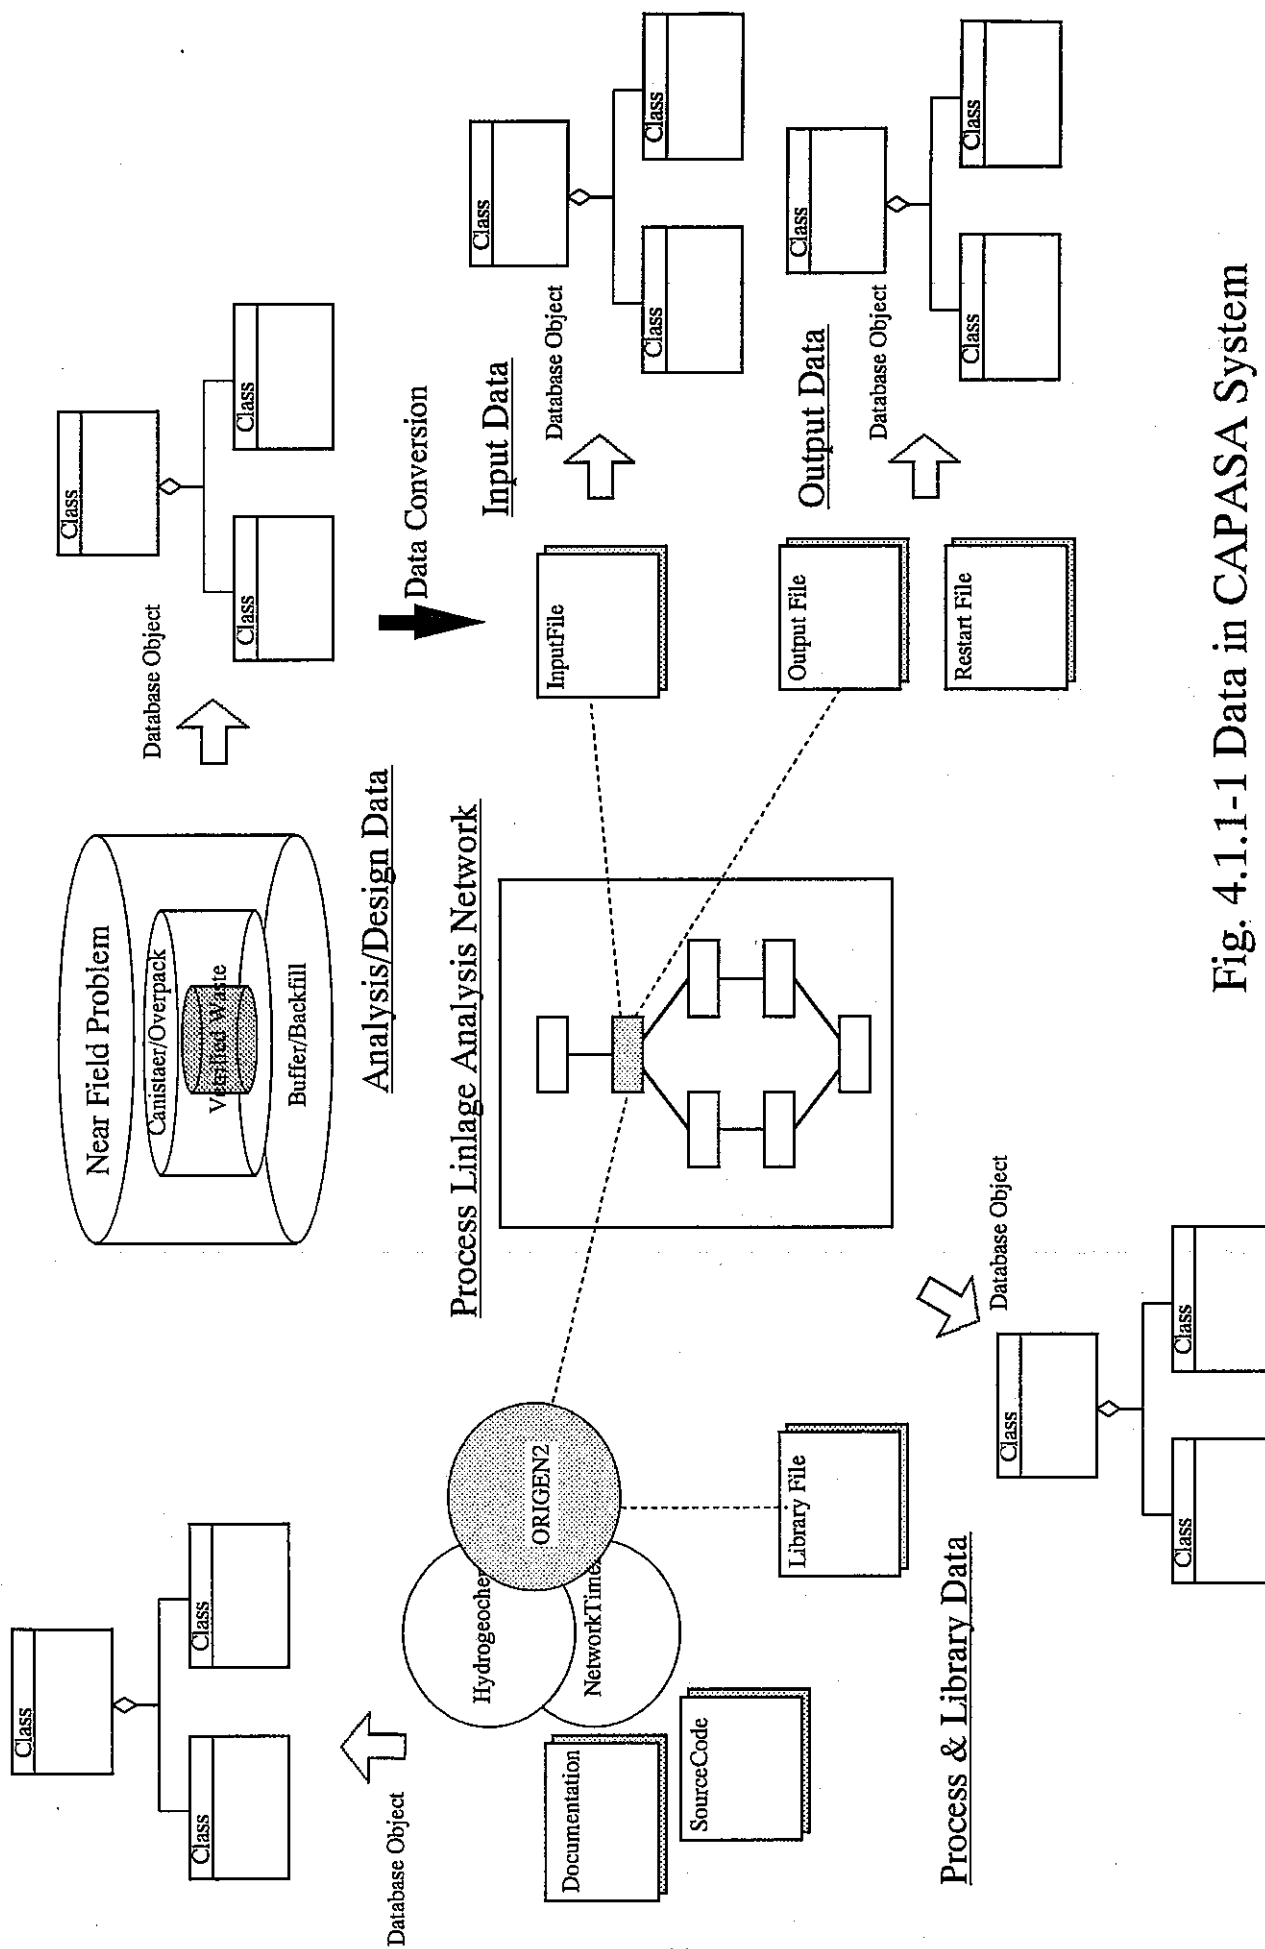 Class
Class
Class
Database Object
Near Field Problem
Canistaer/Overpack
Waste
Buffer/Backfill
Analysis/Design Data
Database Object
Class
Class
Class
Data Conversion
Process Linlage Analysis Network
Hydrogeochem
ORIGEN2
NetworkTime
Documentation
SourceCode
Library File
Process & Library Data
Database Object
Class
Class
Class
Input Data
InputFile
Database Object
Class
Class
Class
Output Data
Output File
Restart File
Database Object
Class
Class
Class
Fig. 4.1.1-1 Data in CAPASA System